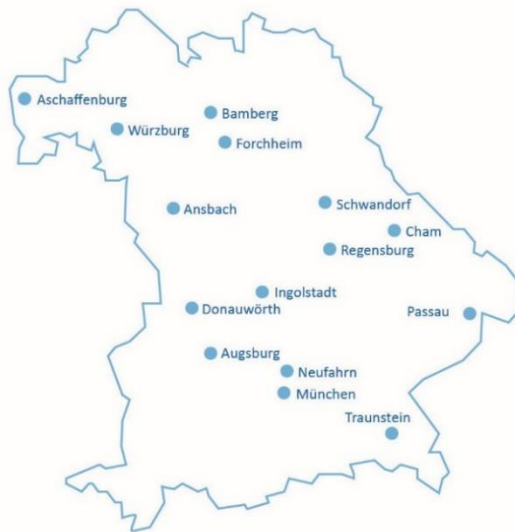 Aschaffenburg
Bamberg
Würzburg
Forchheim
Schwandorf
Ansbach
Cham
Regensburg
Ingolstadt
Donauwörth
Passau
Augsburg
Neufahrn
München
Traunstein